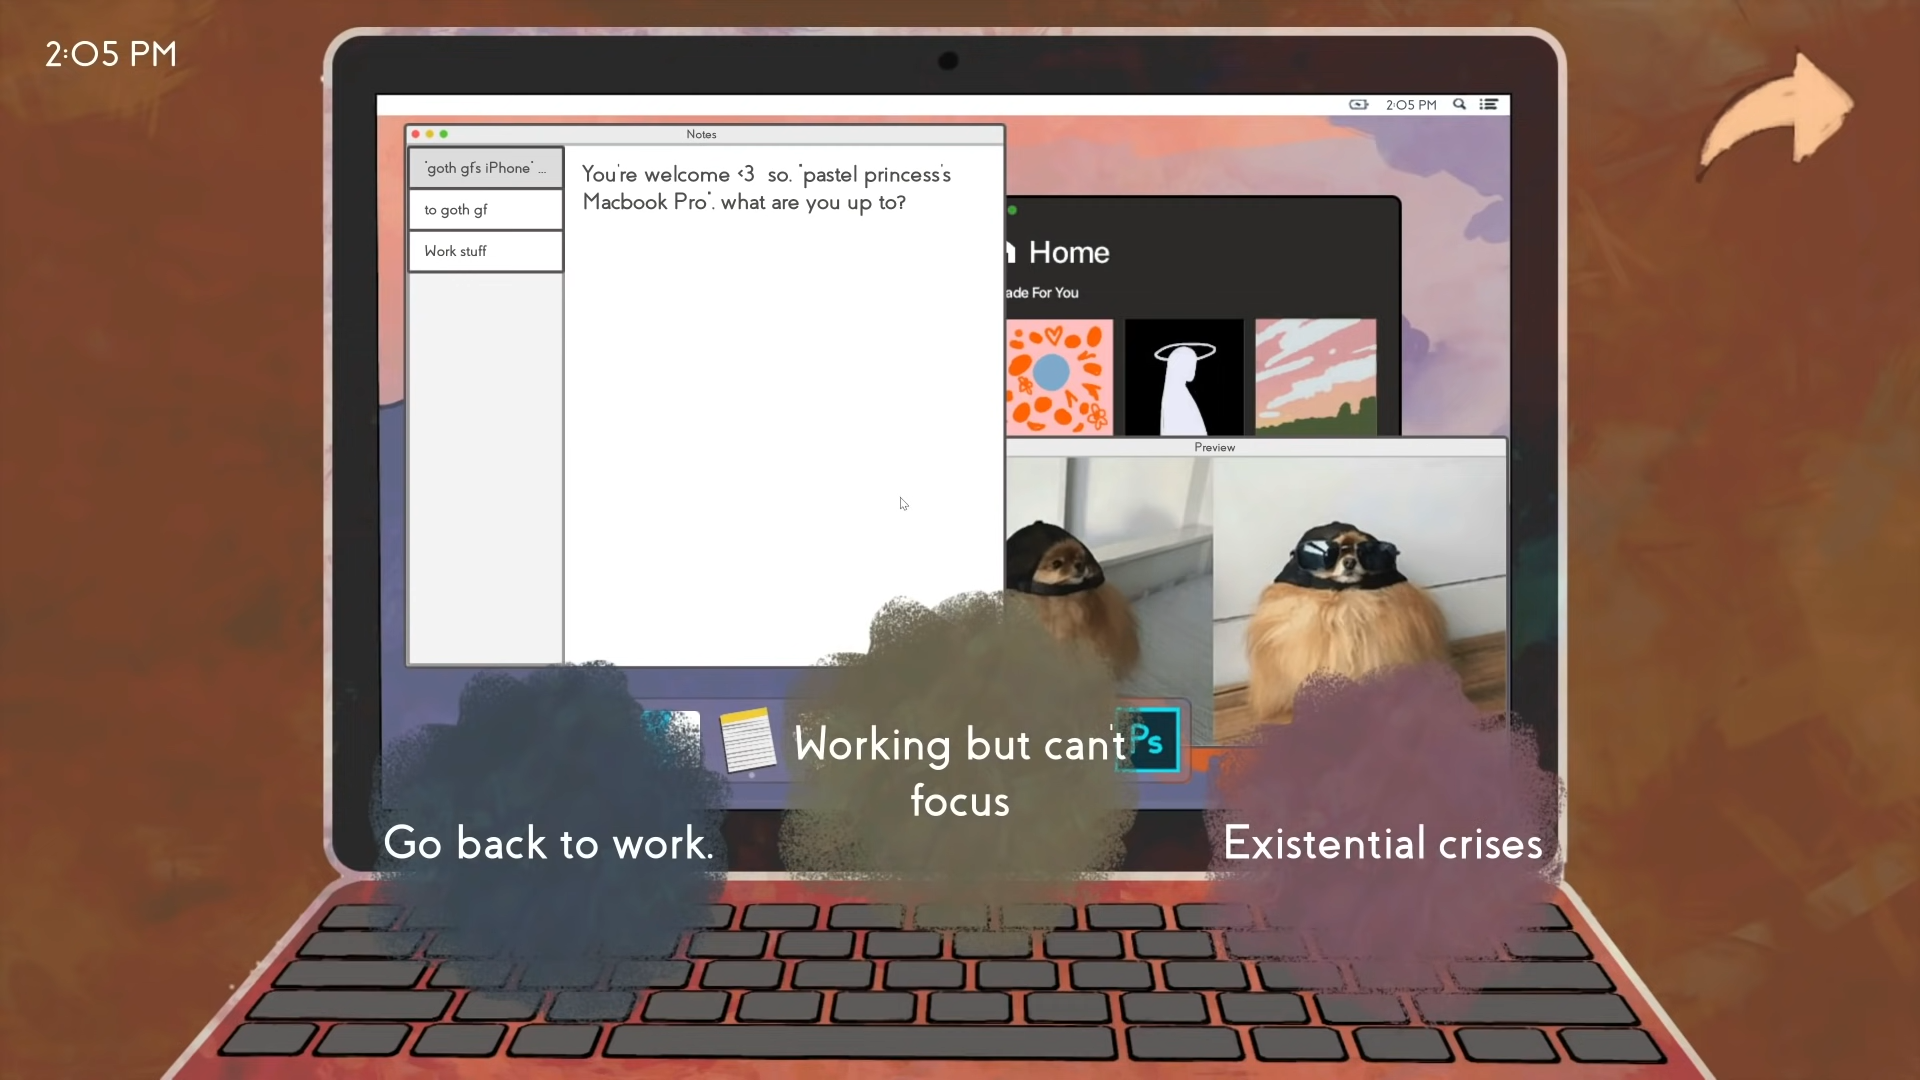 2:05 PM
2:05 PM
Notes
"goth gfs iPhone" ...
to goth gf
Work stuff
You're welcome <3  so. "pastel princess's
Macbook Pro". what are you up to?
Home
ade For You
Preview
Ps
Working but can't
focus
Go back to work.
Existential crises